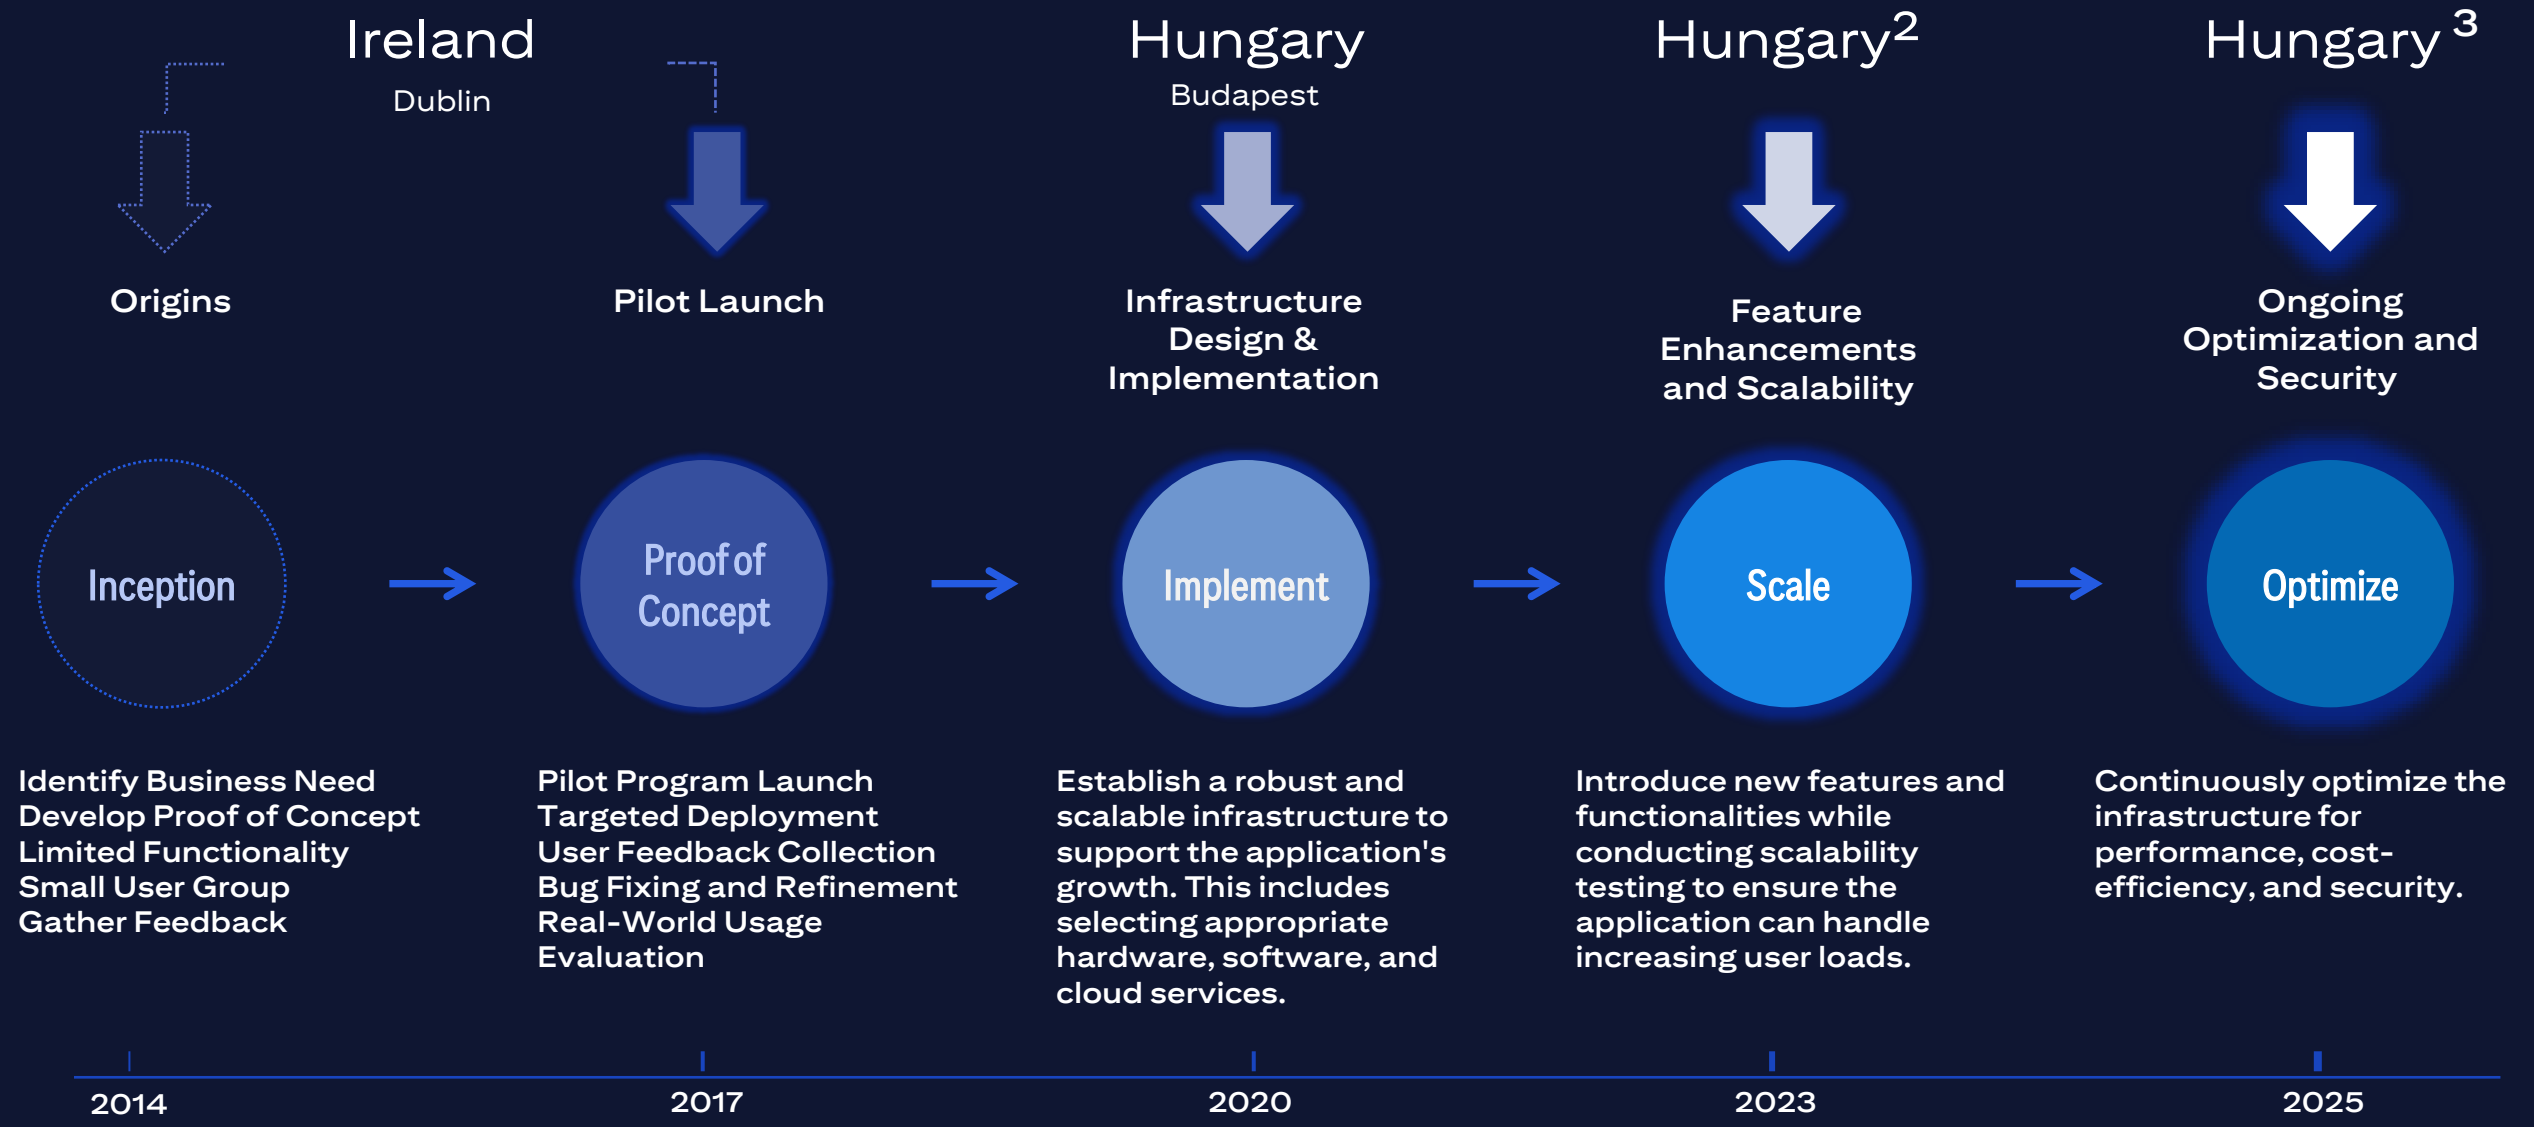 Ireland
Dublin
Hungary
Budapest
Hungary²
Hungary ³
Origins
Pilot Launch
Infrastructure
Design &
Implementation
Feature
Enhancements
and Scalability
Ongoing
Optimization and
Security
Inception
Proof of
Concept
Implement
Scale
Optimize
Identify Business Need
Develop Proof of Concept
Limited Functionality
Small User Group
Gather Feedback
Pilot Program Launch
Targeted Deployment
User Feedback Collection
Bug Fixing and Refinement
Real-World Usage
Evaluation
Establish a robust and
scalable infrastructure to
support the application's
growth. This includes
selecting appropriate
hardware, software, and
cloud services.
Introduce new features and
functionalities while
conducting scalability
testing to ensure the
application can handle
increasing user loads.
Continuously optimize the
infrastructure for
performance, cost-
efficiency, and security.
2014
2017
2020
2023
2025